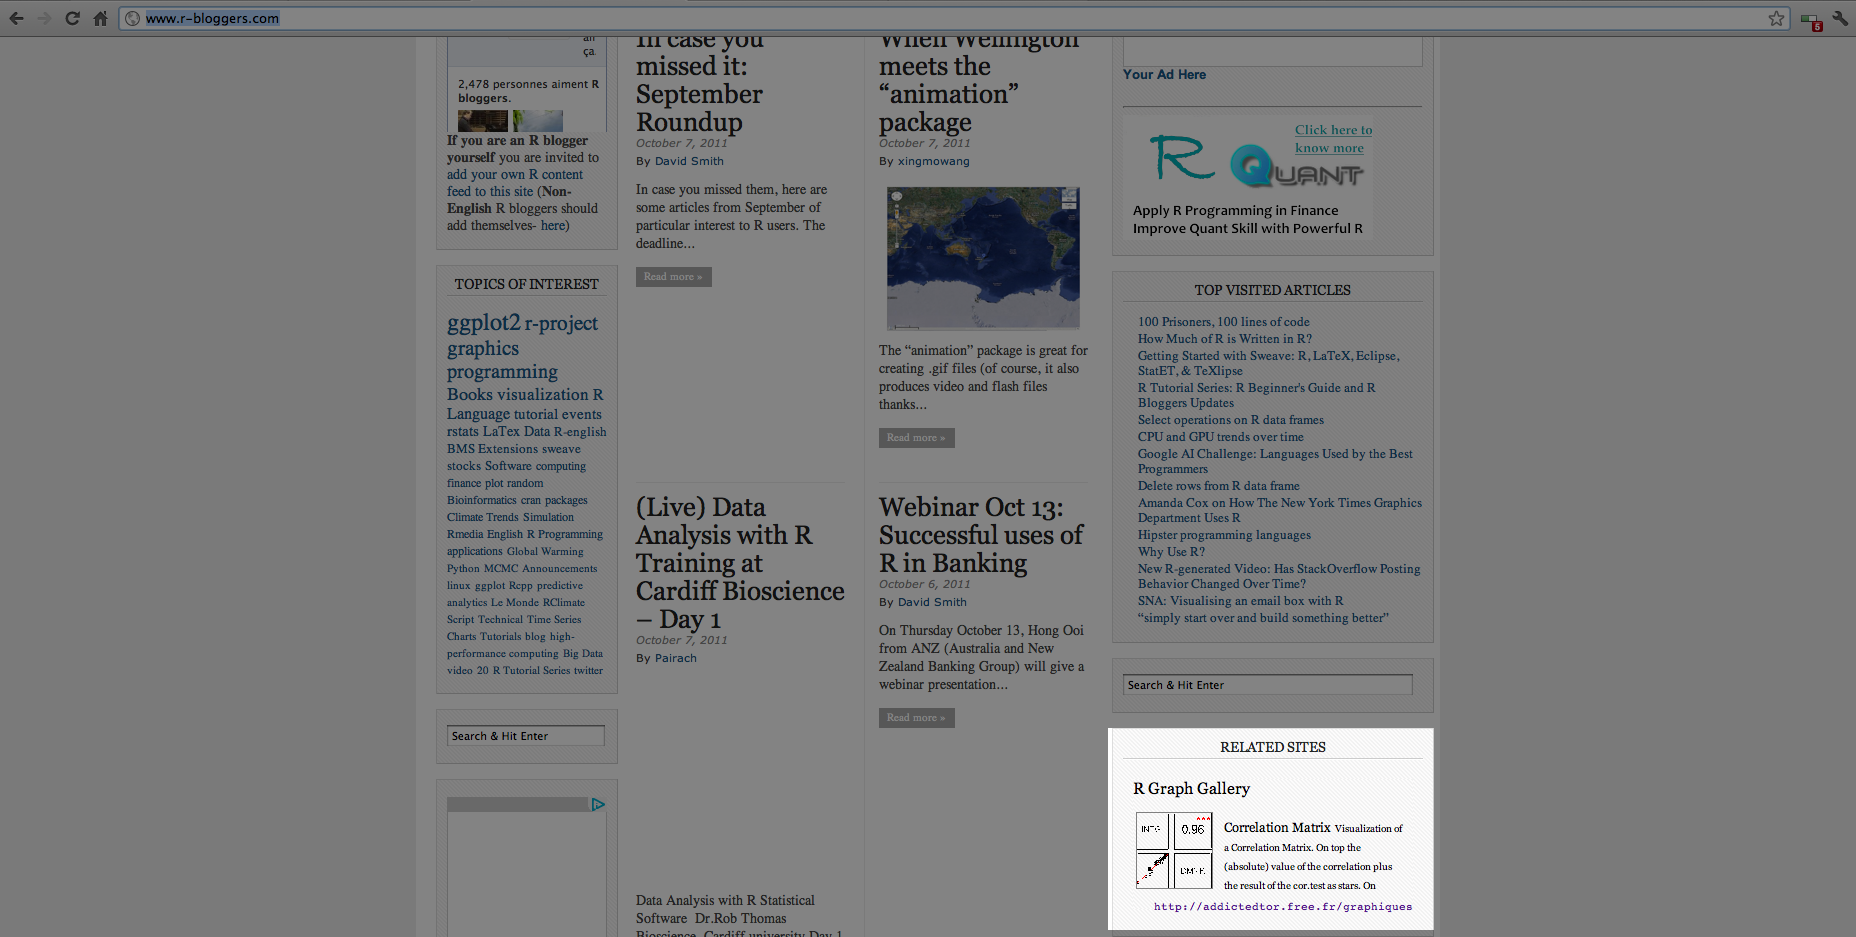 www.r-bloggers.com
5
an
ça.
2,478 personnes aiment R
bloggers.
If you are an R blogger
yourself you are invited to
add your own R content
feed to this site (Non-
English R bloggers should
add themselves- here)
TOPICS OF INTEREST
ggplot2 r-project
graphics
programming
Books visualization R
Language tutorial events
rstats LaTex Data R-english
BMS Extensions sweave
stocks Software computing
finance plot random
Bioinformatics cran packages
Climate Trends Simulation
Rmedia English R Programming
applications Global Warming
Python MCMC Announcements
linux ggplot Rcpp predictive
analytics Le Monde RClimate
Script Technical Time Series
Charts Tutorials blog high-
performance computing Big Data
video 20 R Tutorial Series twitter
Search & Hit Enter
In case you
missed it:
September
Roundup
October 7, 2011
By David Smith
In case you missed them, here are
some articles from September of
particular interest to R users. The
deadline...
Read more »
(Live) Data
Analysis with R
Training at
Cardiff Bioscience
– Day 1
October 7, 2011
By Pairach
Data Analysis with R Statistical
Software Dr.Rob Thomas
Bioscience, Cardiff university Day 1
When Wellington
meets the
“animation”
package
October 7, 2011
By xingmowang
The “animation” package is great for
creating .gif files (of course, it also
produces video and flash files
thanks...
Read more »
Webinar Oct 13:
Successful uses of
R in Banking
October 6, 2011
By David Smith
On Thursday October 13, Hong Ooi
from ANZ (Australia and New
Zealand Banking Group) will give a
webinar presentation...
Read more »
Your Ad Here
Click here to
know more
R QUANT
Apply R Programming in Finance
Improve Quant Skill with Powerful R
TOP VISITED ARTICLES
100 Prisoners, 100 lines of code
How Much of R is Written in R?
Getting Started with Sweave: R, LaTeX, Eclipse,
StatET, & TeXlipse
R Tutorial Series: R Beginner's Guide and R
Bloggers Updates
Select operations on R data frames
CPU and GPU trends over time
Google AI Challenge: Languages Used by the Best
Programmers
Delete rows from R data frame
Amanda Cox on How The New York Times Graphics
Department Uses R
Hipster programming languages
Why Use R?
New R-generated Video: Has StackOverflow Posting
Behavior Changed Over Time?
SNA: Visualising an email box with R
“simply start over and build something better”
Search & Hit Enter
RELATED SITES
R Graph Gallery
0.96
***
Correlation Matrix Visualization of
a Correlation Matrix. On top the
(absolute) value of the correlation plus
the result of the cor.test as stars. On
http://addictedtor.free.fr/graphiques